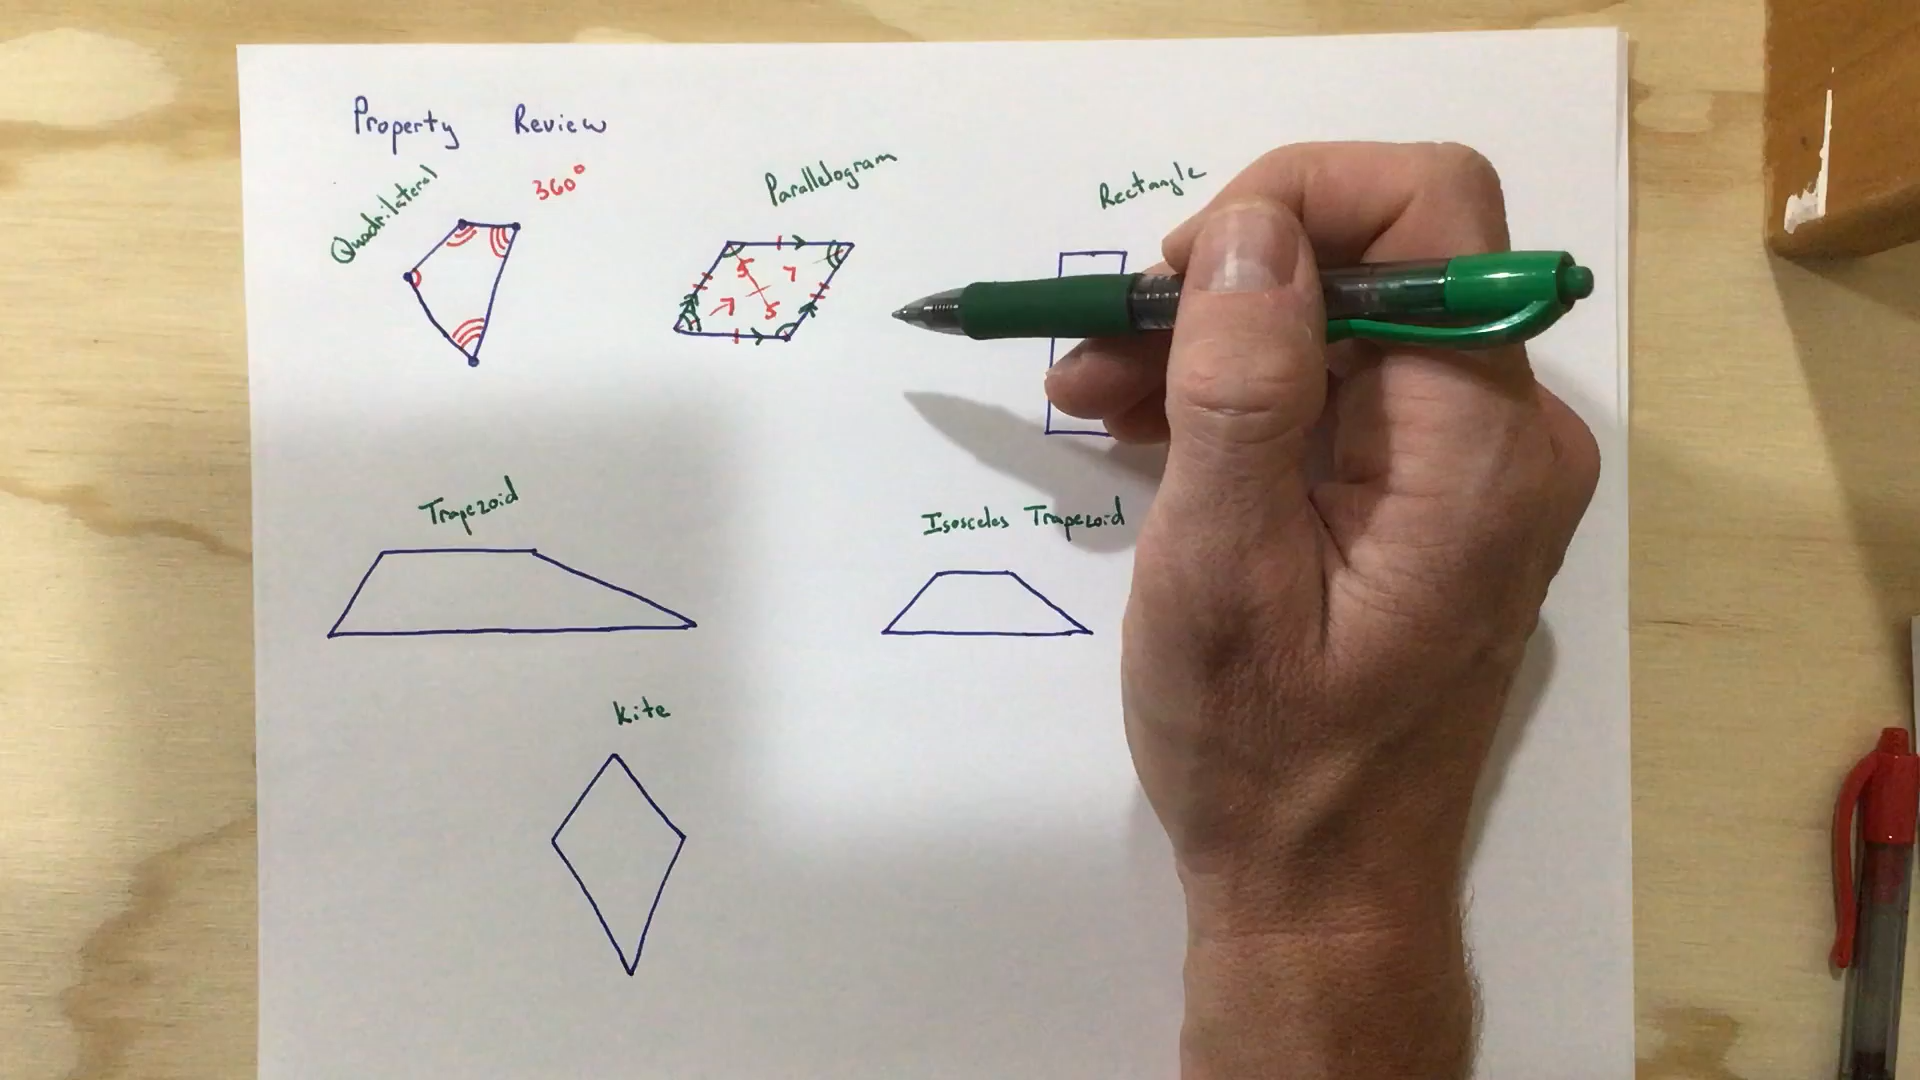 Property Review
Quadrilateral
360°
Parallelogram
5 7
7 5
Rectangle
Trapezoid
Isosceles Trapezoid
Kite